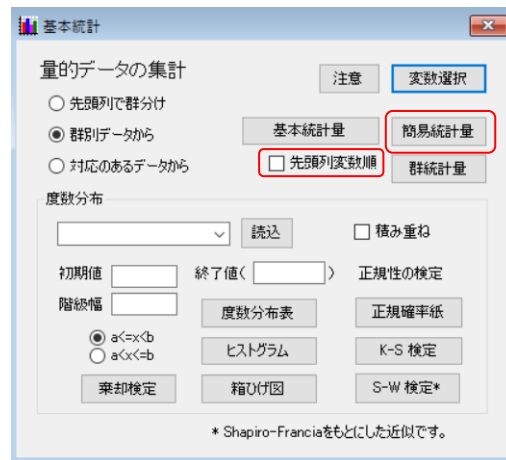 基本統計
量的データの集計
注意
変数選択
先頭列で群分け
群別データから
基本統計量
簡易統計量
対応のあるデータから
先頭列変数順
群統計量
度数分布
読込
積み重ね
初期値
終了値( )
正規性の検定
階級幅
度数分布表
正規確率紙
a<=x<b
a<x<=b
ヒストグラム
K-S 検定
棄却検定
箱ひげ図
S-W 検定*
* Shapiro-Franciaをもとにした近似です。